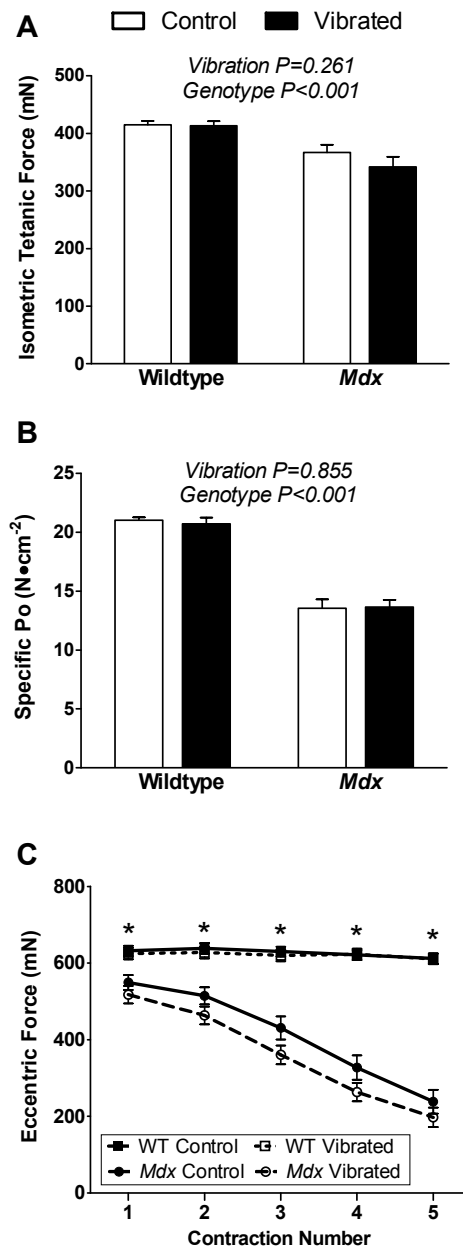 A
Control Vibrated
Vibration P=0.261
Genotype P<0.001
Isometric Tetanic Force (mN)
500
400
300
200
100
0
Wildtype Mdx
B
Vibration P=0.855
Genotype P<0.001
Specific Po (N•cm-2)
25
20
15
10
5
0
Wildtype Mdx
C
Eccentric Force (mN)
800
600
400
200
0
* * * * *
WT Control WT Vibrated
Mdx Control Mdx Vibrated
1 2 3 4 5
Contraction Number